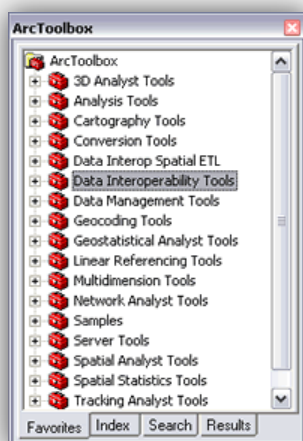 ArcToolbox
ArcToolbox
3D Analyst Tools
Analysis Tools
Cartography Tools
Conversion Tools
Data Interop Spatial ETL
Data Interoperability Tools
Data Management Tools
Geocoding Tools
Geostatistical Analyst Tools
Linear Referencing Tools
Multidimension Tools
Network Analyst Tools
Samples
Server Tools
Spatial Analyst Tools
Spatial Statistics Tools
Tracking Analyst Tools
Favorites Index Search Results